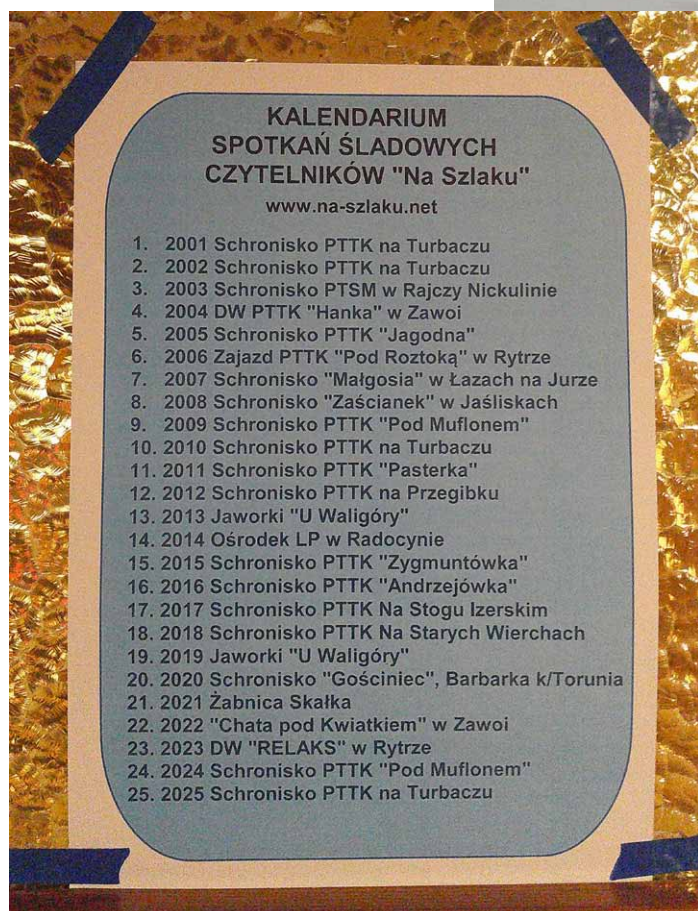 KALENDARIUM
SPOTKAŃ ŚLADOWYCH
CZYTELNIKÓW "Na Szlaku"
www.na-szlaku.net
1. 2001 Schronisko PTTK na Turbaczu
2. 2002 Schronisko PTTK na Turbaczu
3. 2003 Schronisko PTSM w Rajczy Nickulinie
4. 2004 DW PTTK "Hanka" w Zawoi
5. 2005 Schronisko PTTK "Jagodna"
6. 2006 Zajazd PTTK "Pod Roztoką" w Rytrze
7. 2007 Schronisko "Małgosia" w Łazach na Jurze
8. 2008 Schronisko "Zaścianek" w Jaśliskach
9. 2009 Schronisko PTTK "Pod Muflonem"
10. 2010 Schronisko PTTK na Turbaczu
11. 2011 Schronisko PTTK "Pasterka"
12. 2012 Schronisko PTTK na Przegibku
13. 2013 Jaworki "U Waligóry"
14. 2014 Ośrodek LP w Radocynie
15. 2015 Schronisko PTTK "Zygmuntówka"
16. 2016 Schronisko PTTK "Andrzejówka"
17. 2017 Schronisko PTTK Na Stogu Izerskim
18. 2018 Schronisko PTTK Na Starych Wierchach
19. 2019 Jaworki "U Waligóry"
20. 2020 Schronisko "Gościniec", Barbarka k/Torunia
21. 2021 Żabnica Skałka
22. 2022 "Chata pod Kwiatkiem" w Zawoi
23. 2023 DW "RELAKS" w Rytrze
24. 2024 Schronisko PTTK "Pod Muflonem"
25. 2025 Schronisko PTTK na Turbaczu